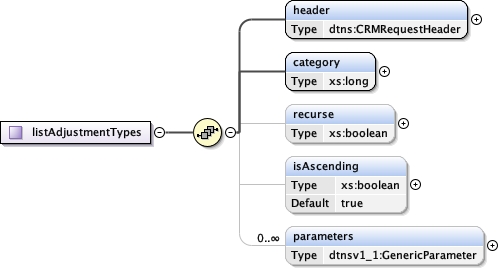 header
Type dtns:CRMRequestHeader
category
Type xs:long
listAdjustmentTypes
recurse
Type xs:boolean
isAscending
Type xs:boolean
Default true
0..∞
parameters
Type dtnsv1_1:GenericParameter